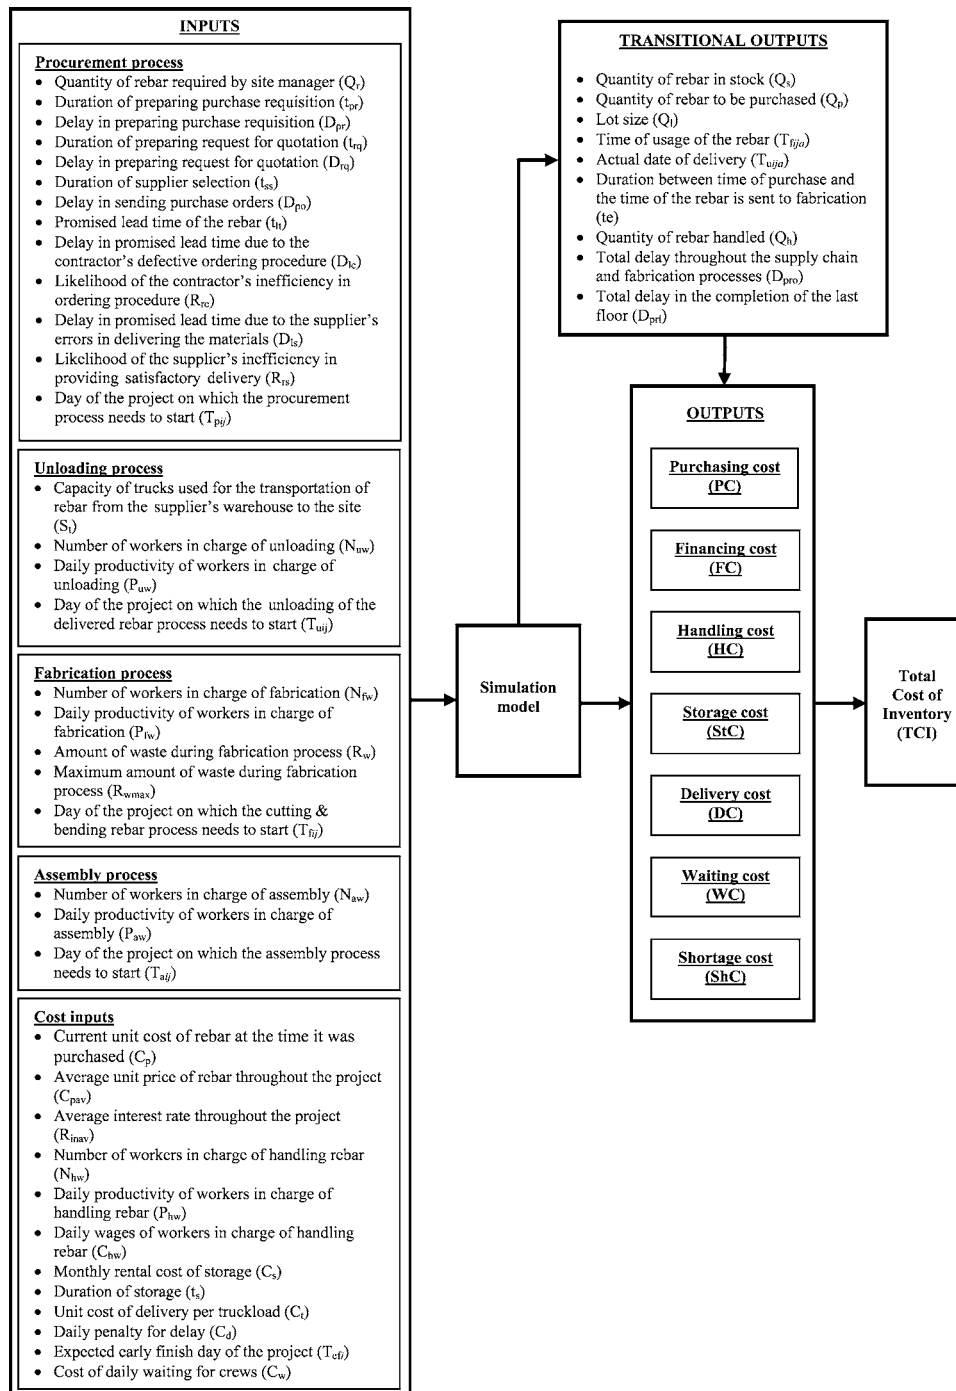 INPUTS
Procurement process
• Quantity of rebar required by site manager (Qr)
• Duration of preparing purchase requisition (tpr)
• Delay in preparing purchase requisition (Dpr)
• Duration of preparing request for quotation (trq)
• Delay in preparing request for quotation (Drq)
• Duration of supplier selection (tss)
• Delay in sending purchase orders (Dpo)
• Promised lead time of the rebar (tlt)
• Delay in promised lead time due to the
contractor's defective ordering procedure (Dlc)
• Likelihood of the contractor's inefficiency in
ordering procedure (Rrc)
• Delay in promised lead time due to the supplier's
errors in delivering the materials (Dls)
• Likelihood of the supplier's inefficiency in
providing satisfactory delivery (Rrs)
• Day of the project on which the procurement
process needs to start (Tpij)
Unloading process
• Capacity of trucks used for the transportation of
rebar from the supplier's warehouse to the site
(St)
• Number of workers in charge of unloading (Nuw)
• Daily productivity of workers in charge of
unloading (Puw)
• Day of the project on which the unloading of the
delivered rebar process needs to start (Tuij)
Fabrication process
• Number of workers in charge of fabrication (Nfw)
• Daily productivity of workers in charge of
fabrication (Pfw)
• Amount of waste during fabrication process (Rw)
• Maximum amount of waste during fabrication
process (Rwmax)
• Day of the project on which the cutting &
bending rebar process needs to start (Tfij)
Assembly process
• Number of workers in charge of assembly (Naw)
• Daily productivity of workers in charge of
assembly (Paw)
• Day of the project on which the assembly process
needs to start (Taij)
Cost inputs
• Current unit cost of rebar at the time it was
purchased (Cp)
• Average unit price of rebar throughout the project
(Cpav)
• Average interest rate throughout the project
(Rinav)
• Number of workers in charge of handling rebar
(Nhw)
• Daily productivity of workers in charge of
handling rebar (Phw)
• Daily wages of workers in charge of handling
rebar (Chw)
• Monthly rental cost of storage (Cs)
• Duration of storage (ts)
• Unit cost of delivery per truckload (Ct)
• Daily penalty for delay (Cd)
• Expected early finish day of the project (Tefi)
• Cost of daily waiting for crews (Cw)
Simulation
model
TRANSITIONAL OUTPUTS
• Quantity of rebar in stock (Qs)
• Quantity of rebar to be purchased (Qp)
• Lot size (Ql)
• Time of usage of the rebar (Tfija)
• Actual date of delivery (Tuija)
• Duration between time of purchase and
the time of the rebar is sent to fabrication
(te)
• Quantity of rebar handled (Qh)
• Total delay throughout the supply chain
and fabrication processes (Dpro)
• Total delay in the completion of the last
floor (Dprl)
OUTPUTS
Purchasing cost
(PC)
Financing cost
(FC)
Handling cost
(HC)
Storage cost
(StC)
Delivery cost
(DC)
Waiting cost
(WC)
Shortage cost
(ShC)
Total
Cost of
Inventory
(TCI)